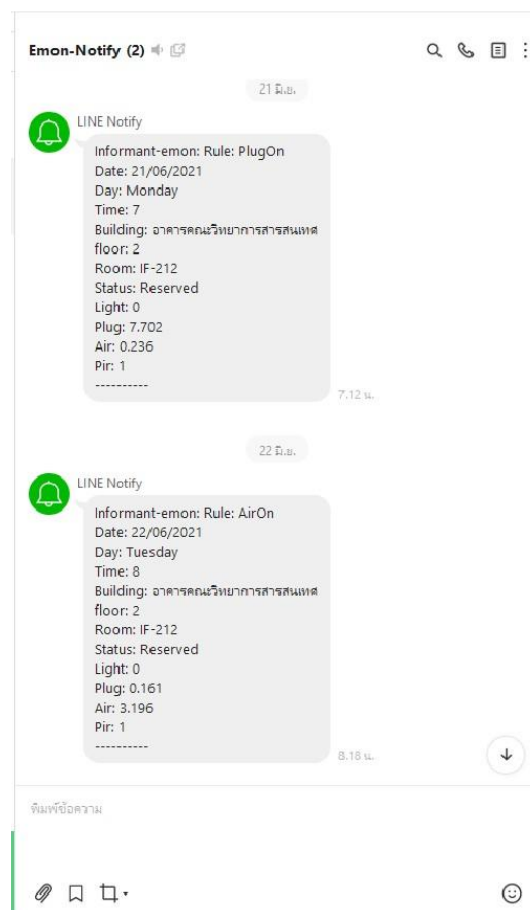 Emon-Notify (2)
21 มิ.ย.
LINE Notify
Informant-emon: Rule: PlugOn
Date: 21/06/2021
Day: Monday
Time: 7
Building: อาคารคณะวิทยาการสารสนเทศ
floor: 2
Room: IF-212
Status: Reserved
Light: 0
Plug: 7.702
Air: 0.236
Pir: 1
----------
7.12 น.
22 มิ.ย.
LINE Notify
Informant-emon: Rule: AirOn
Date: 22/06/2021
Day: Tuesday
Time: 8
Building: อาคารคณะวิทยาการสารสนเทศ
floor: 2
Room: IF-212
Status: Reserved
Light: 0
Plug: 0.161
Air: 3.196
Pir: 1
----------
8.18 น.
พิมพ์ข้อความ